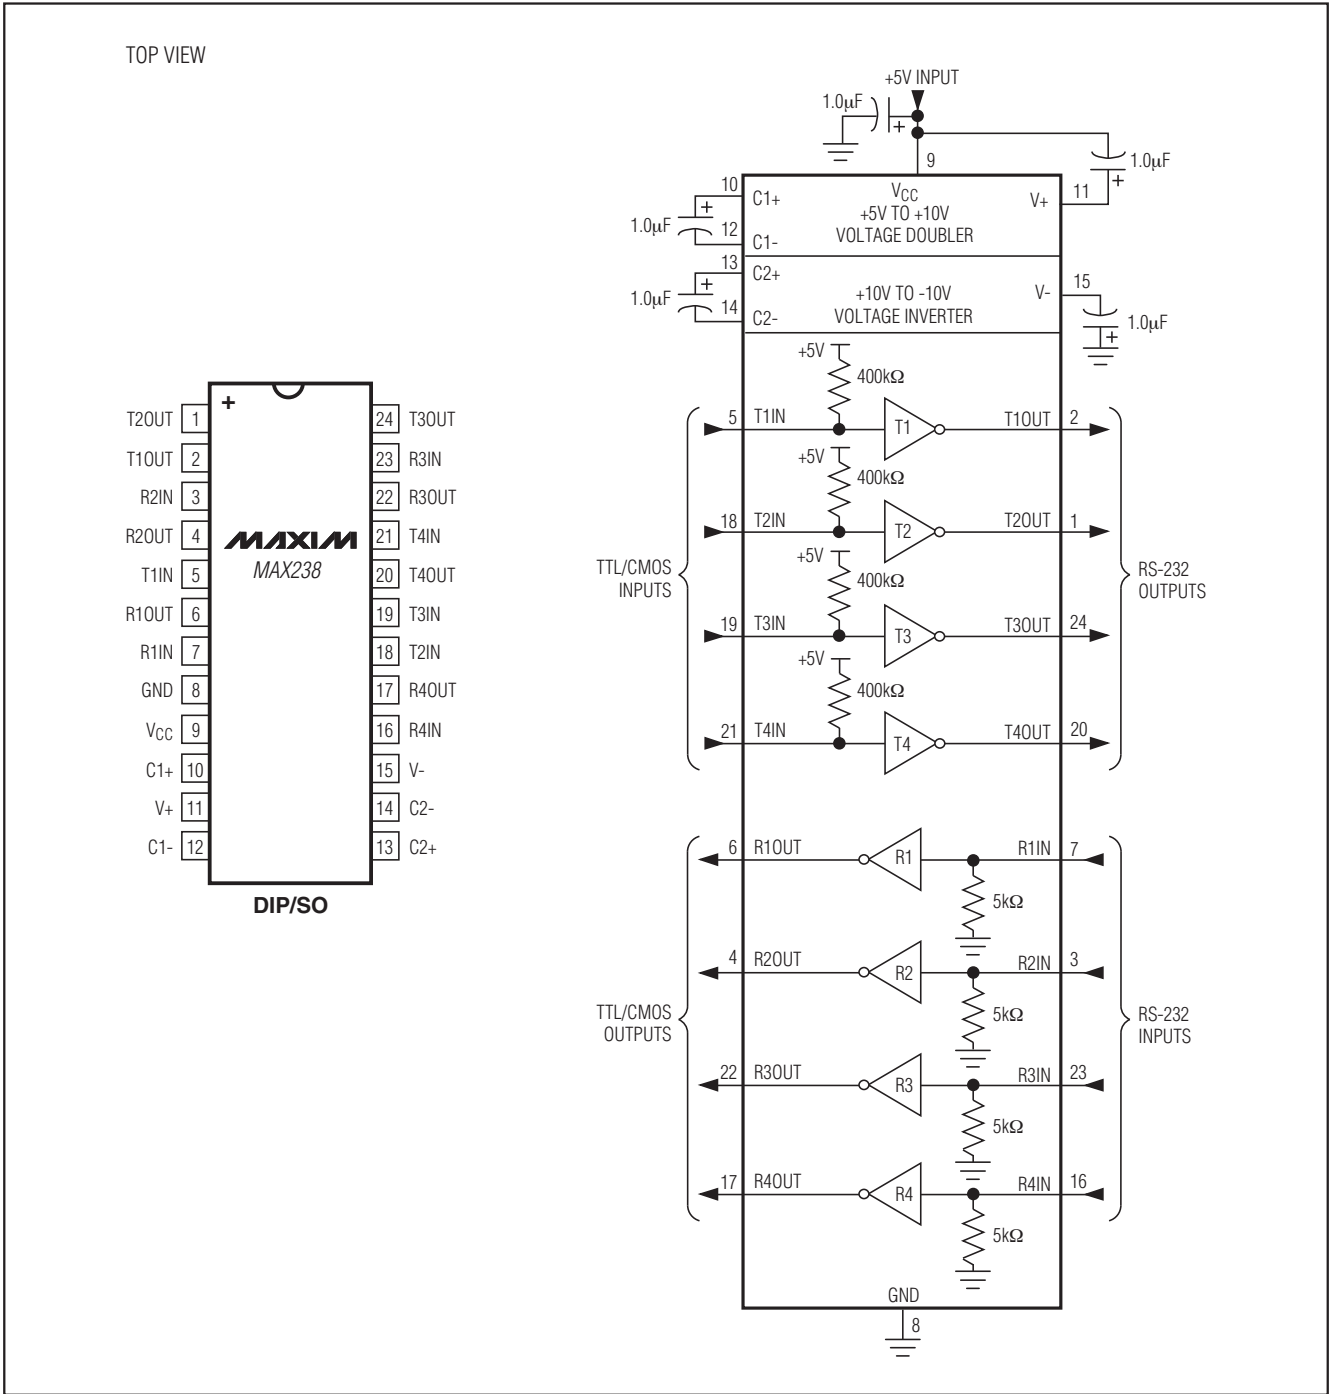 TOP VIEW
+
T2OUT 1
T1OUT 2
R2IN 3
R2OUT 4
T1IN 5
R1OUT 6
R1IN 7
GND 8
VCC 9
C1+ 10
V+ 11
C1- 12
24 T3OUT
23 R3IN
22 R3OUT
21 T4IN
20 T4OUT
19 T3IN
18 T2IN
17 R4OUT
16 R4IN
15 V-
14 C2-
13 C2+
MAXIM
MAX238
DIP/SO
+5V INPUT
1.0µF
+
9
1.0µF
+
10
C1+
VCC
+5V TO +10V
VOLTAGE DOUBLER
V+
11
1.0µF
+
12
C1-
13
C2+
+10V TO -10V
VOLTAGE INVERTER
V-
15
1.0µF
+
14
C2-
1.0µF
+
+5V
400kΩ
5 T1IN T1 T1OUT 2
+5V
400kΩ
18 T2IN T2 T2OUT 1
+5V
400kΩ
19 T3IN T3 T3OUT 24
+5V
400kΩ
21 T4IN T4 T4OUT 20
TTL/CMOS
INPUTS
RS-232
OUTPUTS
6 R1OUT R1 R1IN 7
5kΩ
4 R2OUT R2 R2IN 3
5kΩ
22 R3OUT R3 R3IN 23
5kΩ
17 R4OUT R4 R4IN 16
5kΩ
TTL/CMOS
OUTPUTS
RS-232
INPUTS
GND
8